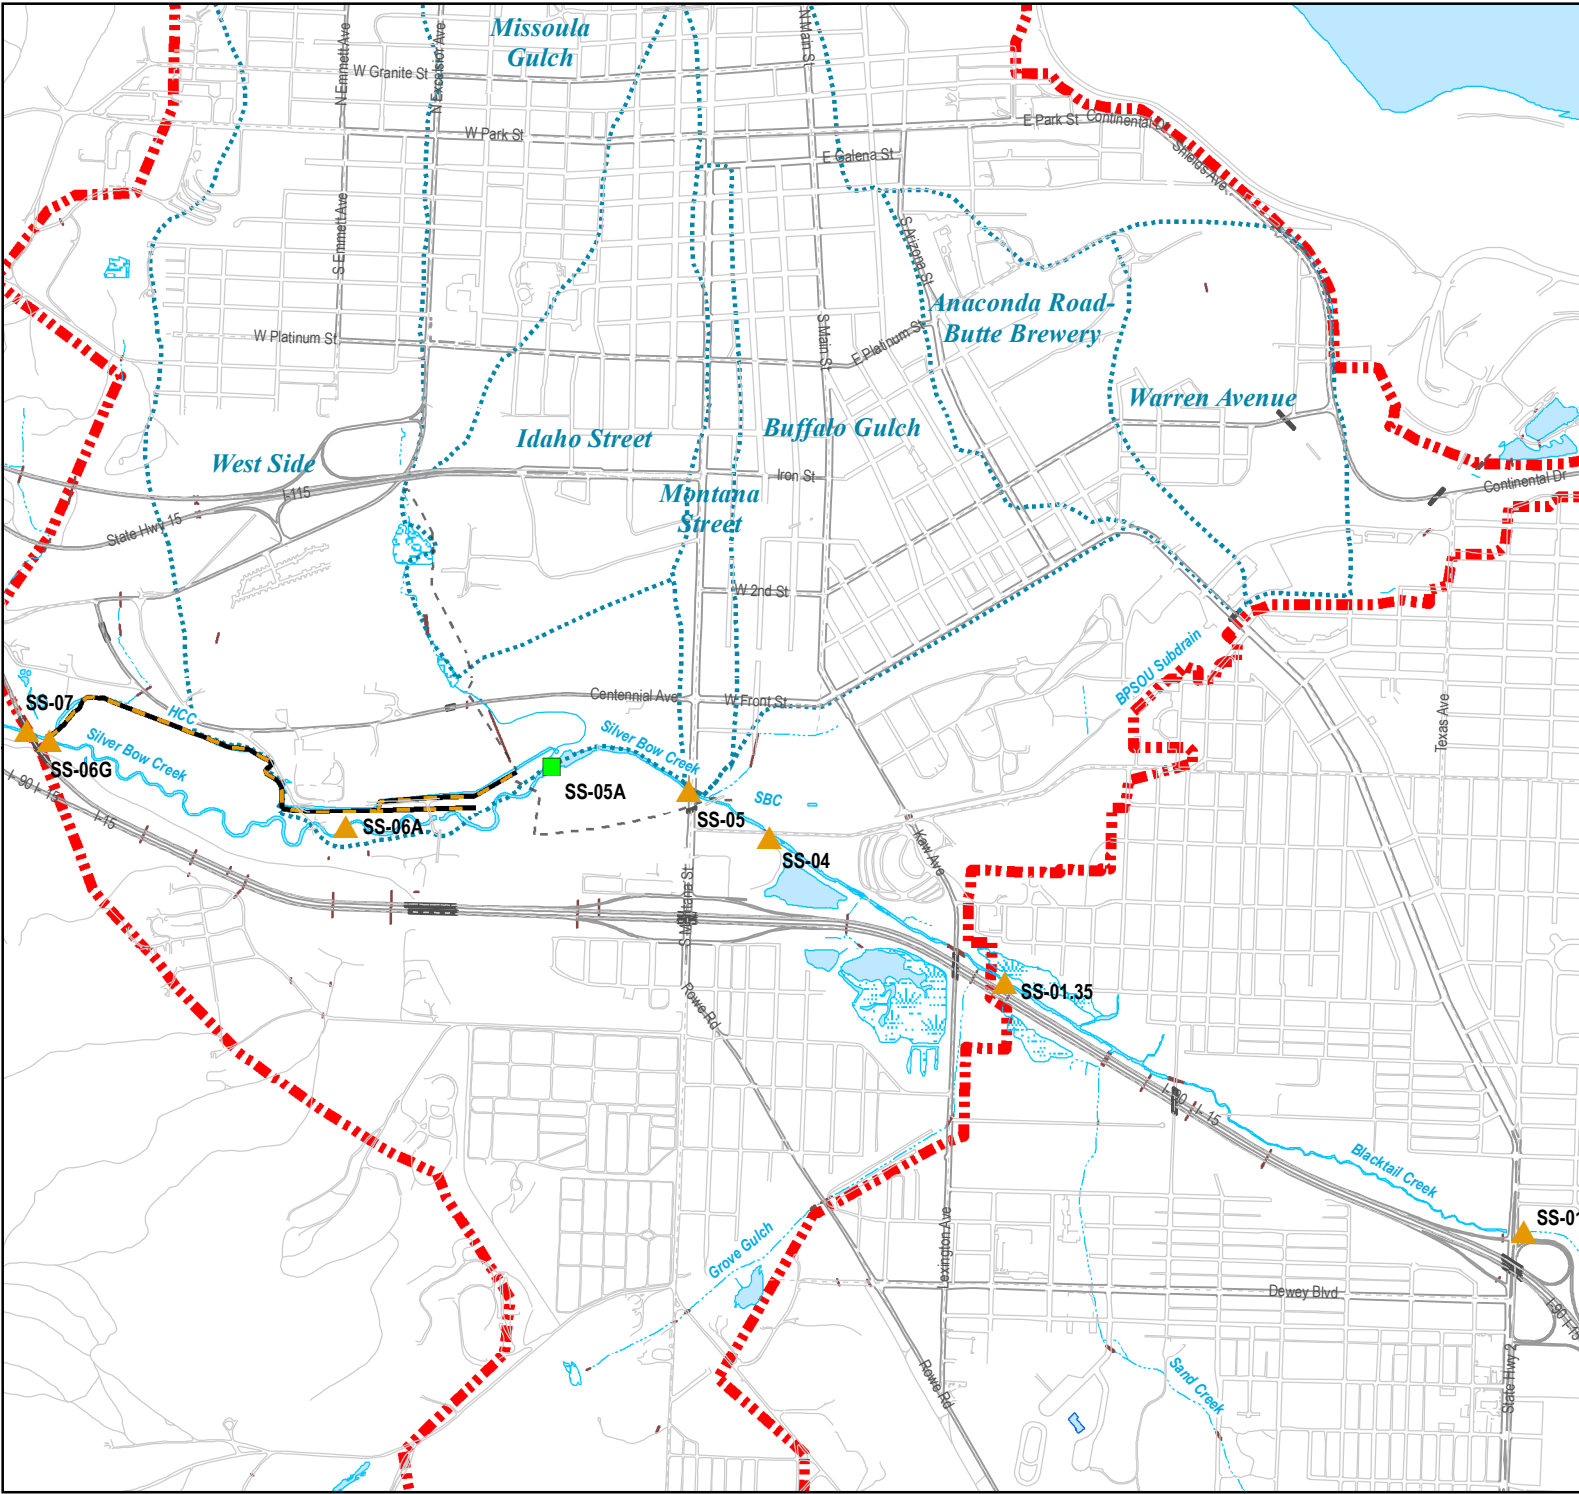 Missoula
Gulch
N Emmett Ave
N Excelsior Ave
N Main St
W Granite St
W Park St
E Park St
Continental Dr
Shields Ave
E Galena St
S Emmett Ave
S Arizona St
Anaconda Road-
Butte Brewery
W Platinum St
S Main St
E Platinum St
Warren Avenue
Idaho Street
Buffalo Gulch
West Side
I-115
Iron St
Continental Dr
State Hwy 15
Montana
Street
W 2nd St
BPSOU Subdrain
Centennial Ave
W Front St
Texas Ave
SS-07
HCC
Silver Bow Creek
Silver Bow Creek
SS-06G
I-90 I-15
I-15
SS-05A
SBC
SS-05
SS-06A
SS-04
Kaw Ave
S Montana St
SS-01.35
Rowe Rd
I-90 I-15
Blacktail Creek
SS-01
Grove Gulch
Lexington Ave
Dewey Blvd
I-90 I-15
Sand Creek
Rowe Rd
State Hwy 2